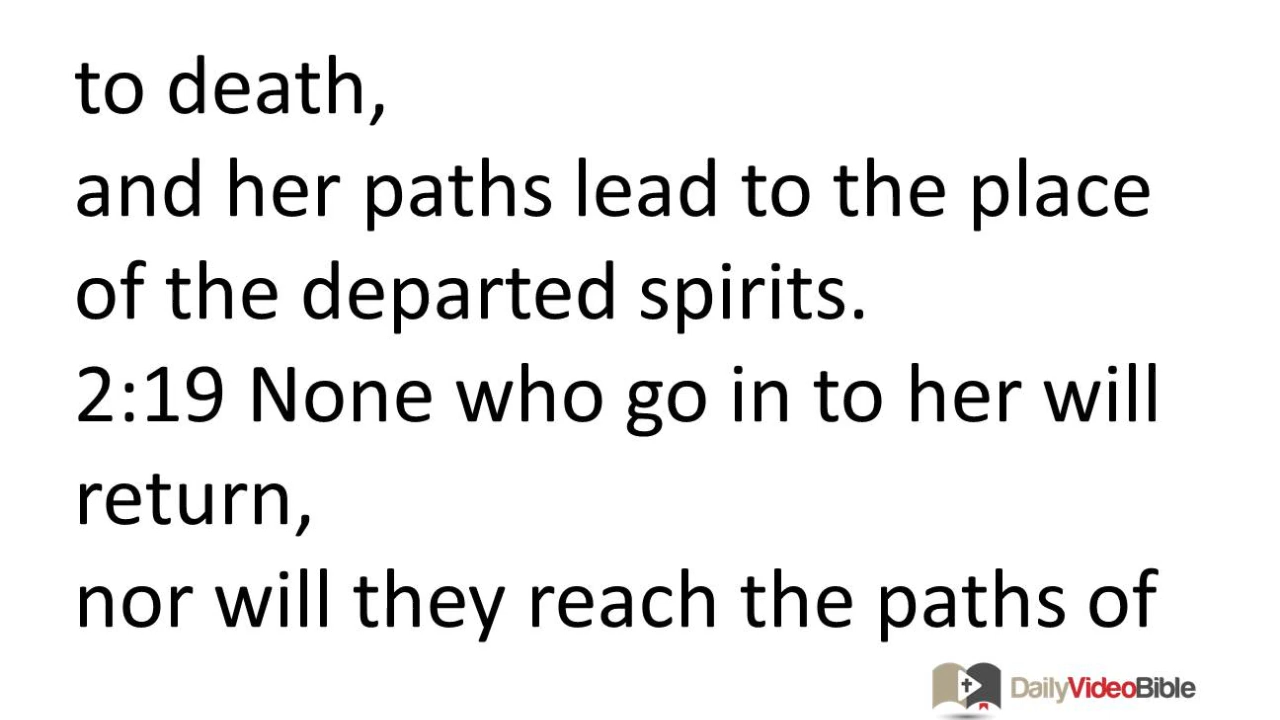 to death,
and her paths lead to the place
of the departed spirits.
2:19 None who go in to her will
return,
nor will they reach the paths of
DailyVideoBible